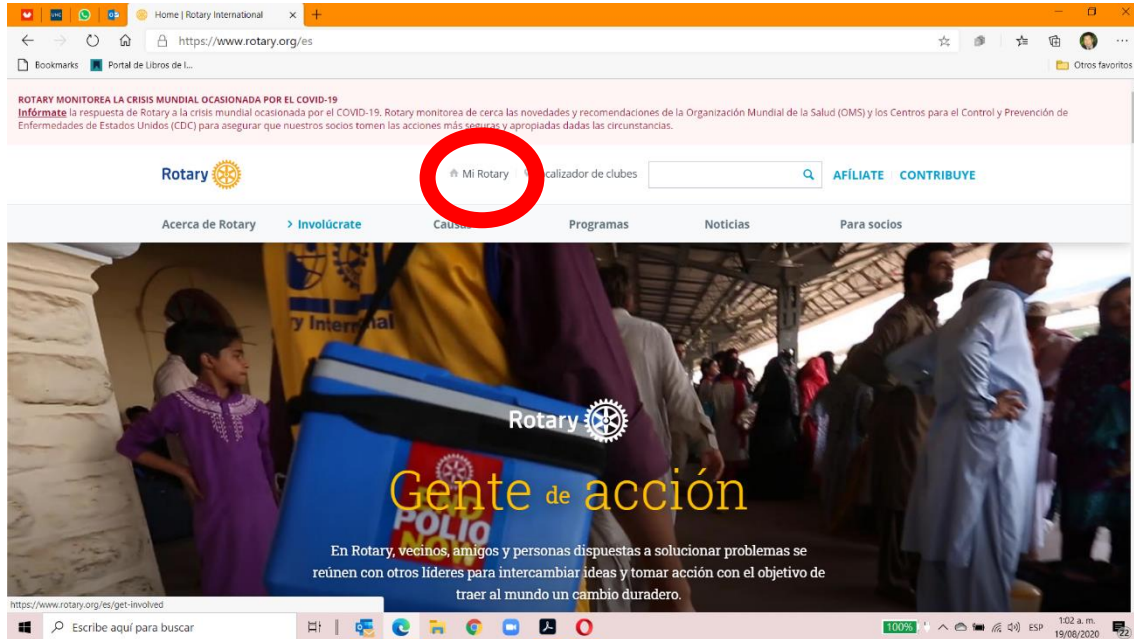 Home | Rotary International
https://www.rotary.org/es
Bookmarks Portal de Libros de l... Otros favoritos
ROTARY MONITOREA LA CRISIS MUNDIAL OCASIONADA POR EL COVID-19
Infórmate la respuesta de Rotary a la crisis mundial ocasionada por el COVID-19. Rotary monitorea de cerca las novedades y recomendaciones de la Organización Mundial de la Salud (OMS) y los Centros para el Control y Prevención de
Enfermedades de Estados Unidos (CDC) para asegurar que nuestros socios tomen las acciones más seguras y apropiadas dadas las circunstancias.
Rotary Mi Rotary calizador de clubes AFÍLIATE CONTRIBUYE
Acerca de Rotary > Involúcrate Causas Programas Noticias Para socios
Rotary
Gente de acción
POLIO
NOW
En Rotary, vecinos, amigos y personas dispuestas a solucionar problemas se
reúnen con otros líderes para intercambiar ideas y tomar acción con el objetivo de
traer al mundo un cambio duradero.
https://www.rotary.org/es/get-involved
Escribe aquí para buscar 100% ESP 1:02 a. m.
19/08/2020 22